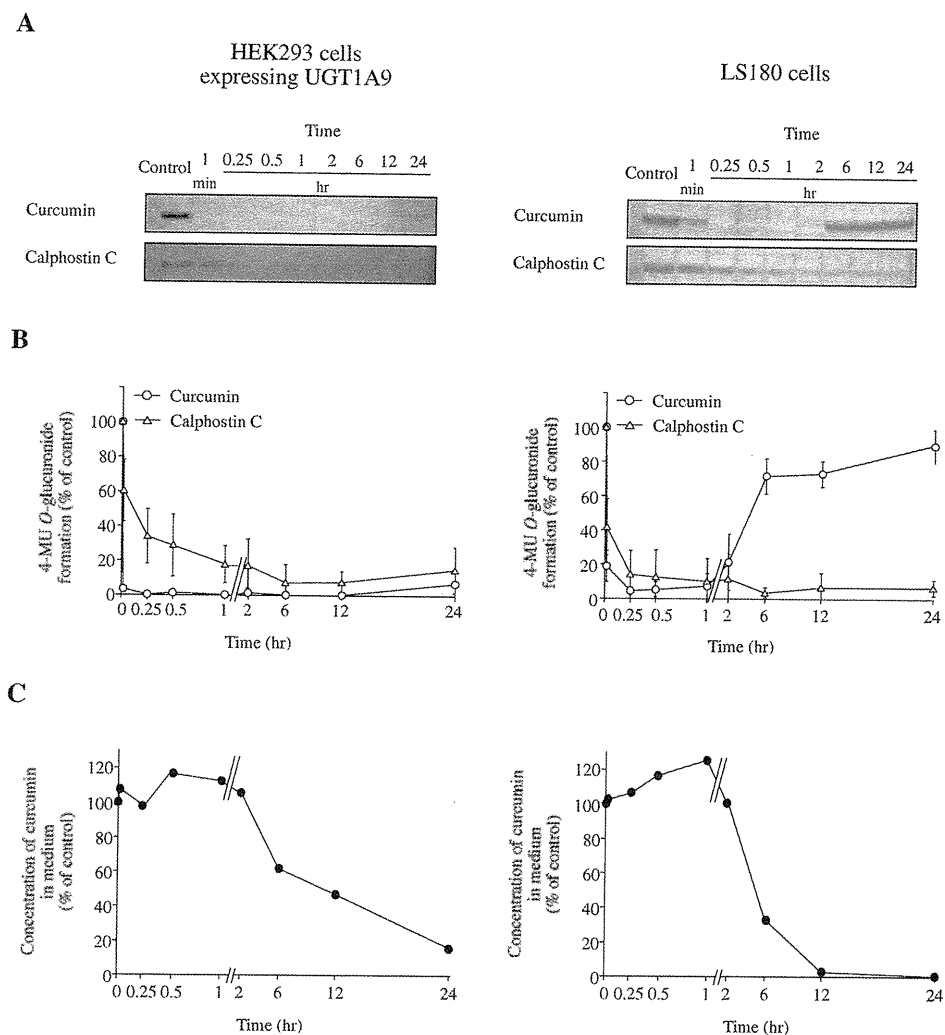 A
HEK293 cells
expressing UGT1A9
Time
Control 1 0.25 0.5 1 2 6 12 24
min hr
Curcumin
Calphostin C
LS180 cells
Time
Control 1 0.25 0.5 1 2 6 12 24
min hr
Curcumin
Calphostin C
B
4-MU O-glucuronide
formation (% of control)
100
80
60
40
20
0
Curcumin
Calphostin C
0 0.25 0.5 1 2 6 12 24
Time (hr)
4-MU O-glucuronide
formation (% of control)
100
80
60
40
20
0
Curcumin
Calphostin C
0 0.25 0.5 1 2 6 12 24
Time (hr)
C
Concentration of curcumin
in medium
(% of control)
120
100
80
60
40
20
0
0 0.25 0.5 1 2 6 12 24
Time (hr)
Concentration of curcumin
in medium
(% of control)
120
100
80
60
40
20
0
0 0.25 0.5 1 2 6 12 24
Time (hr)